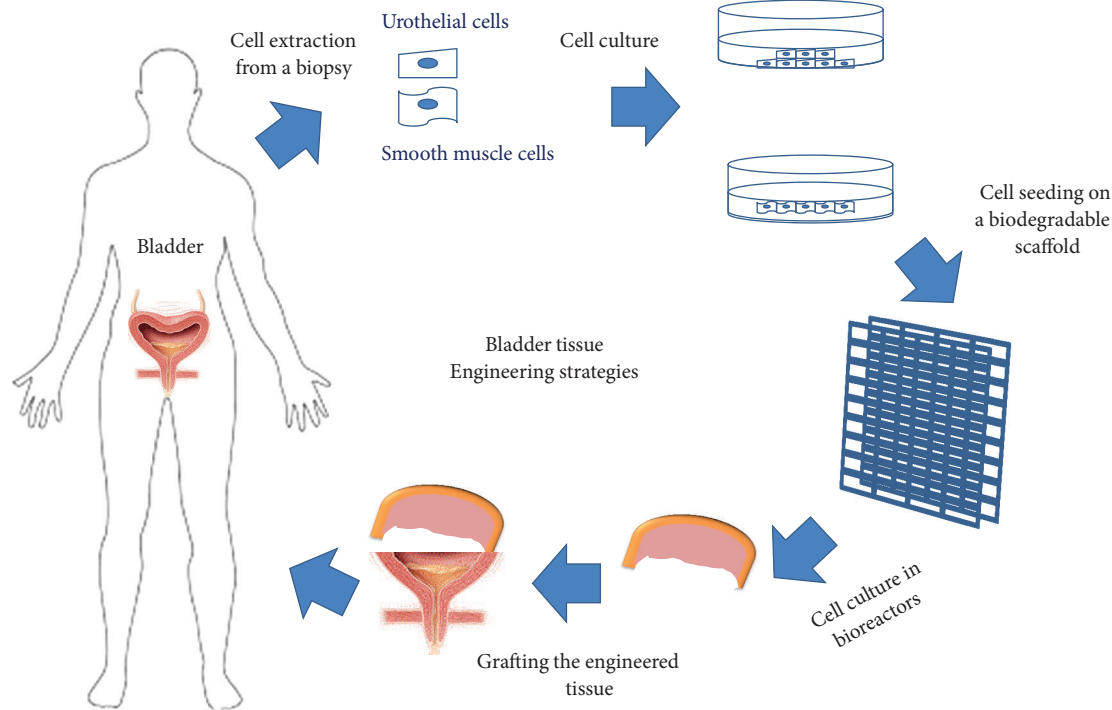 Cell extraction
from a biopsy
Urothelial cells
Smooth muscle cells
Cell culture
Cell seeding on
a biodegradable
scaffold
Bladder
Bladder tissue
Engineering strategies
Cell culture in
bioreactors
Grafting the engineered
tissue